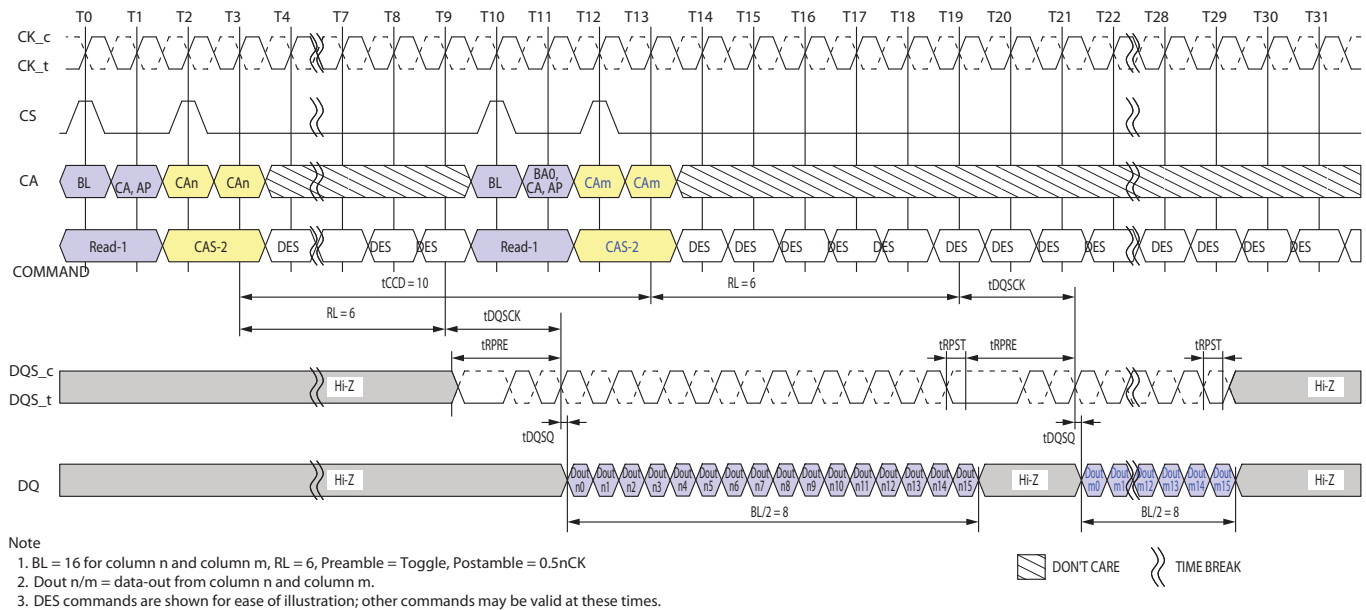 T0 T1 T2 T3 T4 T7 T8 T9 T10 T11 T12 T13 T14 T15 T16 T17 T18 T19 T20 T21 T22 T28 T29 T30 T31
CK_c
CK_t
CS
CA BL CA, AP CAn CAn BL BA0, CA, AP CAm CAm
Read-1 CAS-2 DES DES DES DES Read-1 CAS-2 DES DES DES DES DES DES DES DES DES DES DES DES DES
COMMAND
tCCD = 10 RL = 6 tDQSCK
RL = 6 tDQSCK
tRPRE tRPST tRPRE tRPST
DQS_c
DQS_t
Hi-Z Hi-Z
tDQSQ tDQSQ
DQ Hi-Z Dout n0 Dout n1 Dout n2 Dout n3 Dout n4 Dout n5 Dout n6 Dout n7 Dout n8 Dout n9 Dout n10 Dout n11 Dout n12 Dout n13 Dout n14 Dout n15 Hi-Z Dout m0 Dout m1 Dout m12 Dout m13 Dout m14 Dout m15 Hi-Z
BL/2 = 8 BL/2 = 8
Note
1. BL = 16 for column n and column m, RL = 6, Preamble = Toggle, Postamble = 0.5nCK
2. Dout n/m = data-out from column n and column m.
3. DES commands are shown for ease of illustration; other commands may be valid at these times.
DON'T CARE TIME BREAK